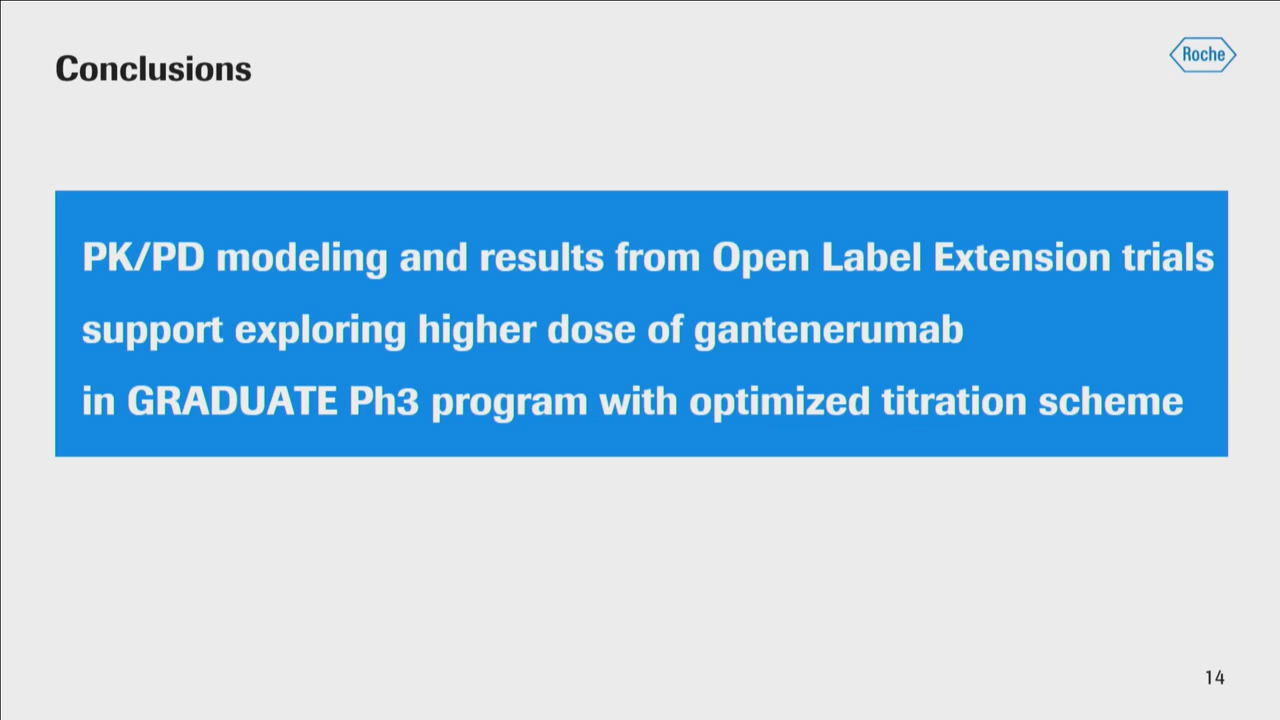 Conclusions
Roche
PK/PD modeling and results from Open Label Extension trials
support exploring higher dose of gantenerumab
in GRADUATE Ph3 program with optimized titration scheme
14